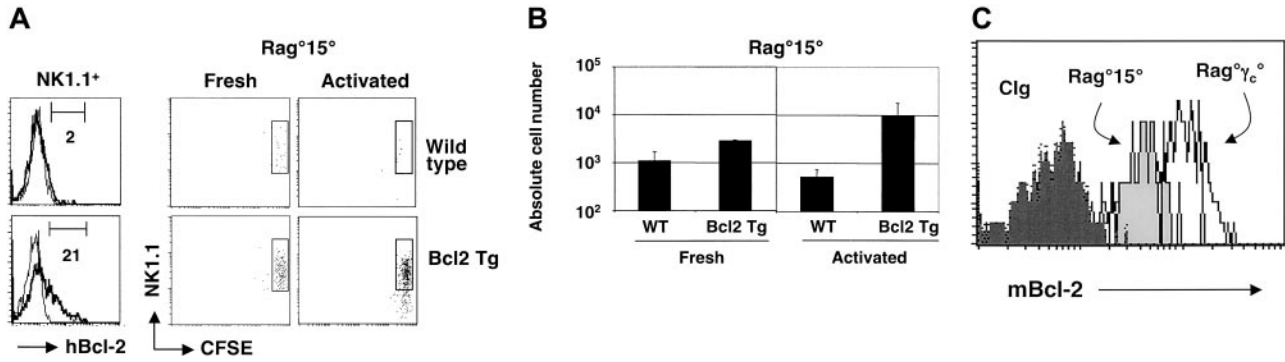 A
Rag°15°
NK1.1⁺
Fresh
Activated
2
Wild
type
21
Bcl2 Tg
NK1.1
hBcl-2
CFSE
B
Rag°15°
Absolute cell number
10⁵
10⁴
10³
10²
WT
Bcl2 Tg
WT
Bcl2 Tg
Fresh
Activated
C
CIg
Rag°15°
Rag°γc°
mBcl-2